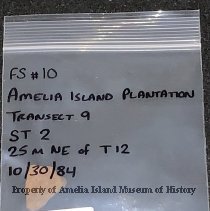 FS #10
AMELIA ISLAND PLANTATION
TRANSECT 9
ST 2
25 M NE of T12
10/30/84
Property of Amelia Island Museum of History